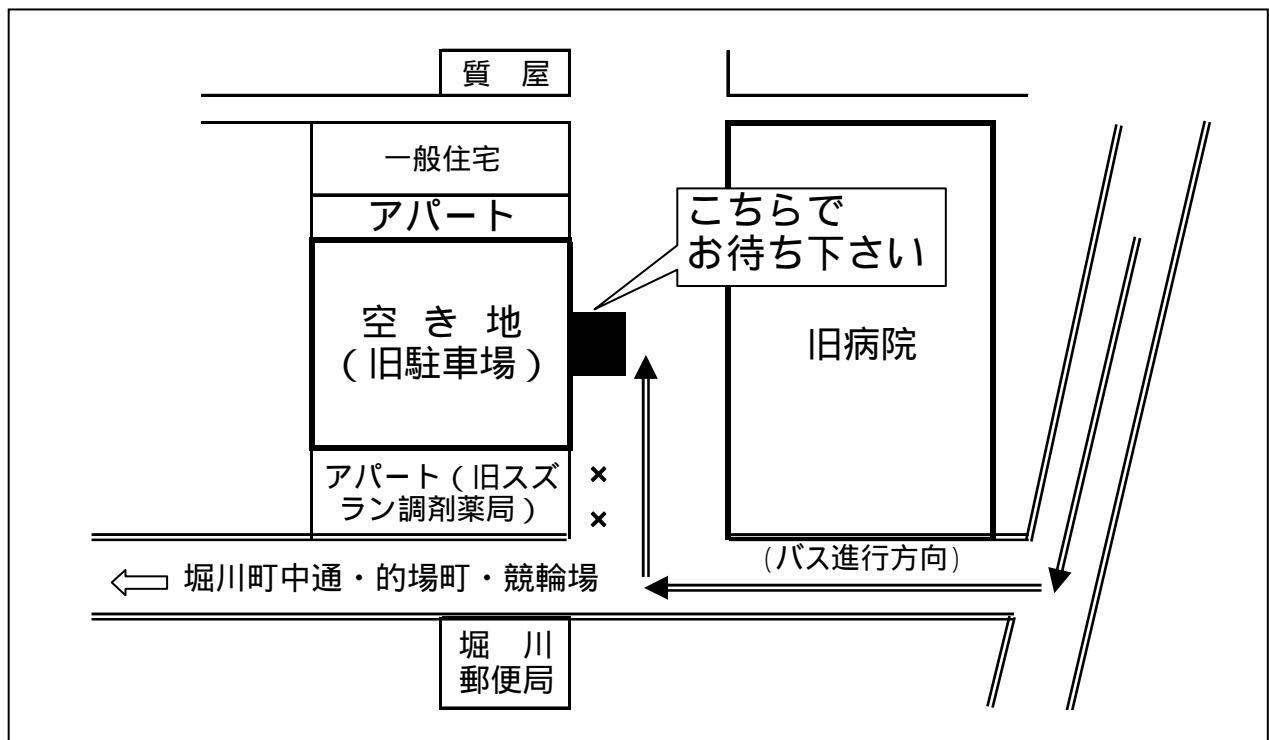 質　屋
一般住宅
アパート
こちらで
お待ち下さい
空 き 地
（旧駐車場）
旧病院
アパート（旧スズ
ラン調剤薬局）
×
×
(バス進行方向)
堀川町中通・的場町・競輪場
堀　川
郵便局